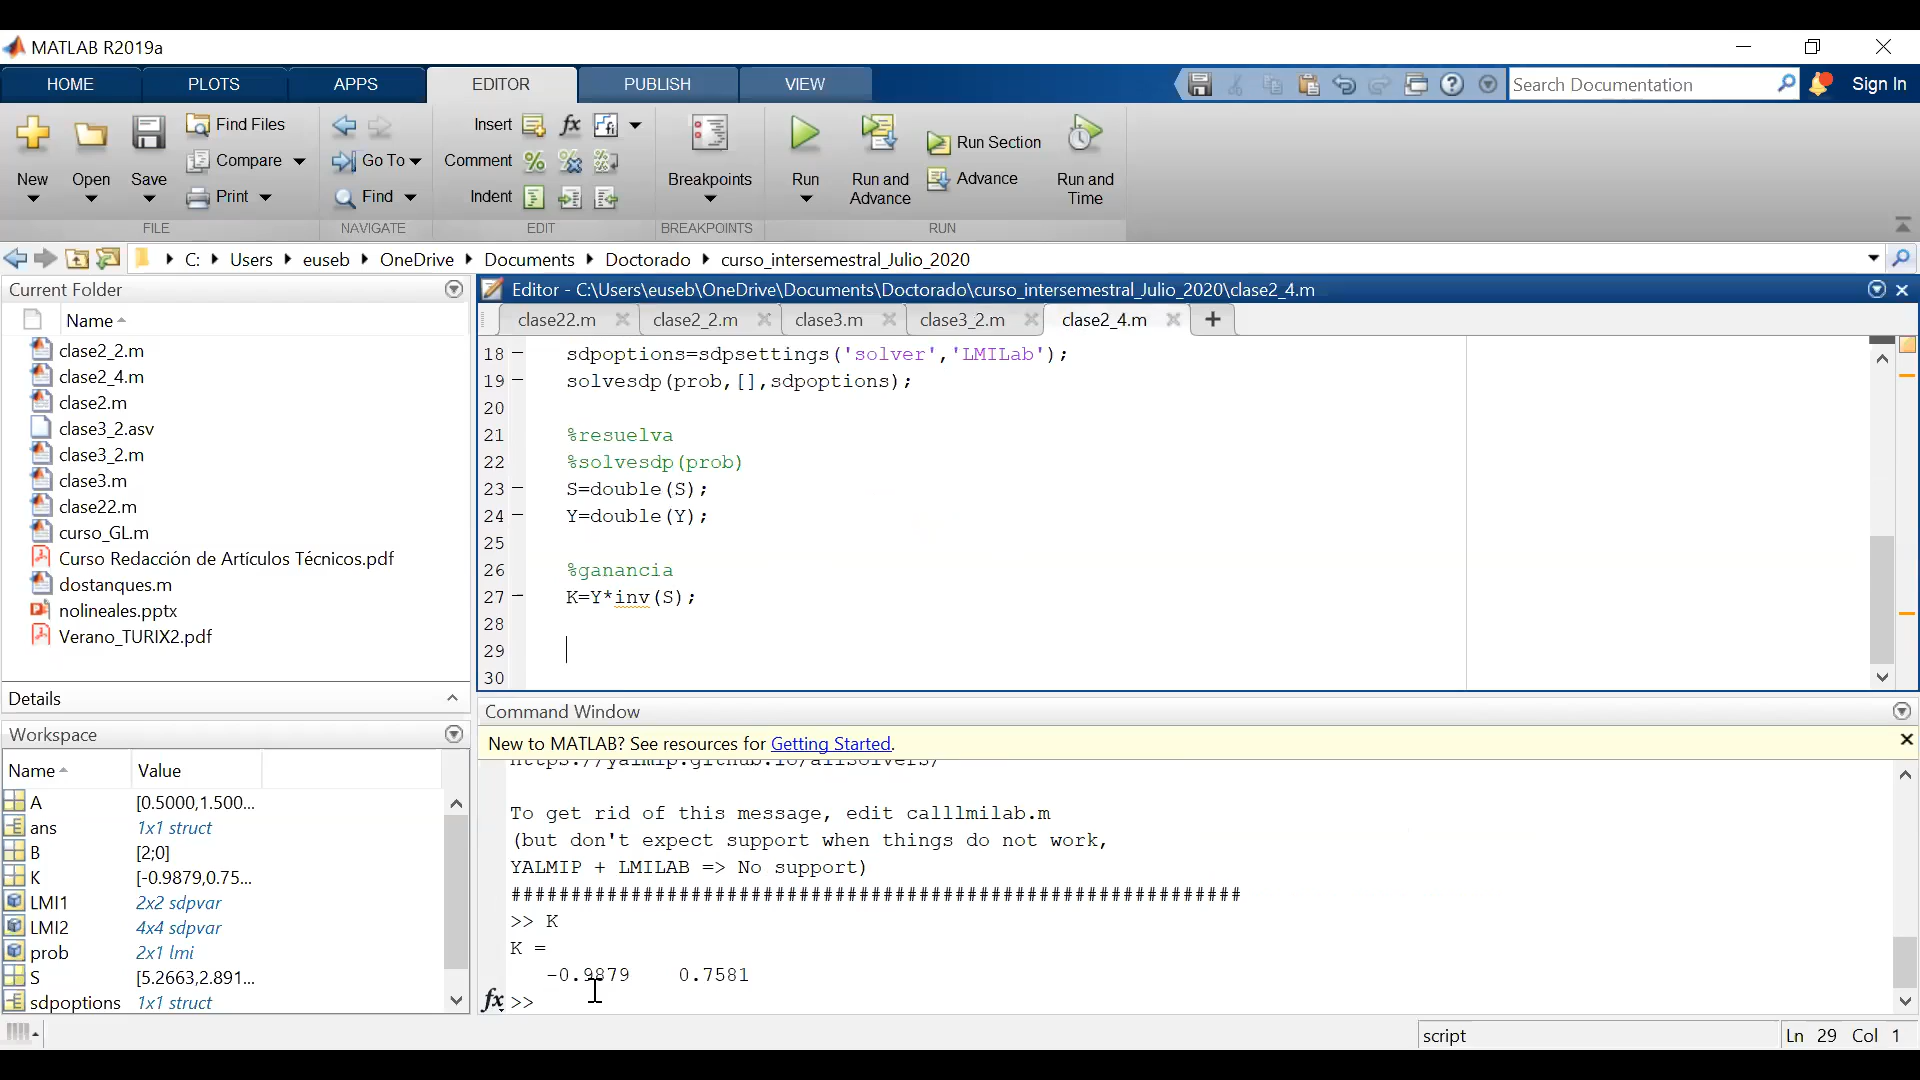 MATLAB R2019a
HOME PLOTS APPS EDITOR PUBLISH VIEW Search Documentation Sign In
New Open Save Find Files Compare Print Go To Find Insert fx Comment Indent Breakpoints Run Run and Advance Run Section Advance Run and Time
FILE NAVIGATE EDIT BREAKPOINTS RUN
C: Users euseb OneDrive Documents Doctorado curso_intersemestral_Julio_2020
Current Folder
Name
clase2_2.m
clase2_4.m
clase2.m
clase3_2.asv
clase3_2.m
clase3.m
clase22.m
curso_GL.m
Curso Redacción de Artículos Técnicos.pdf
dostanques.m
nolineales.pptx
Verano_TURIX2.pdf
Details
Workspace
Name Value
A [0.5000,1.500...
ans 1x1 struct
B [2;0]
K [-0.9879,0.75...
LMI1 2x2 sdpvar
LMI2 4x4 sdpvar
prob 2x1 lmi
S [5.2663,2.891...
sdpoptions 1x1 struct
Editor - C:\Users\euseb\OneDrive\Documents\Doctorado\curso_intersemestral_Julio_2020\clase2_4.m
clase22.m clase2_2.m clase3.m clase3_2.m clase2_4.m
18 sdpoptions=sdpsettings('solver','LMILab');
19 solvesdp(prob,[],sdpoptions);
20
21 %resuelva
22 %solvesdp(prob)
23 S=double(S);
24 Y=double(Y);
25
26 %ganancia
27 K=Y*inv(S);
28
29
30
Command Window
New to MATLAB? See resources for Getting Started.
https://yalmip.github.io/allsolvers/
To get rid of this message, edit calllmilab.m
(but don't expect support when things do not work,
YALMIP + LMILAB => No support)
#############################################################
>> K
K =
-0.9879 0.7581
fx >>
script Ln 29 Col 1